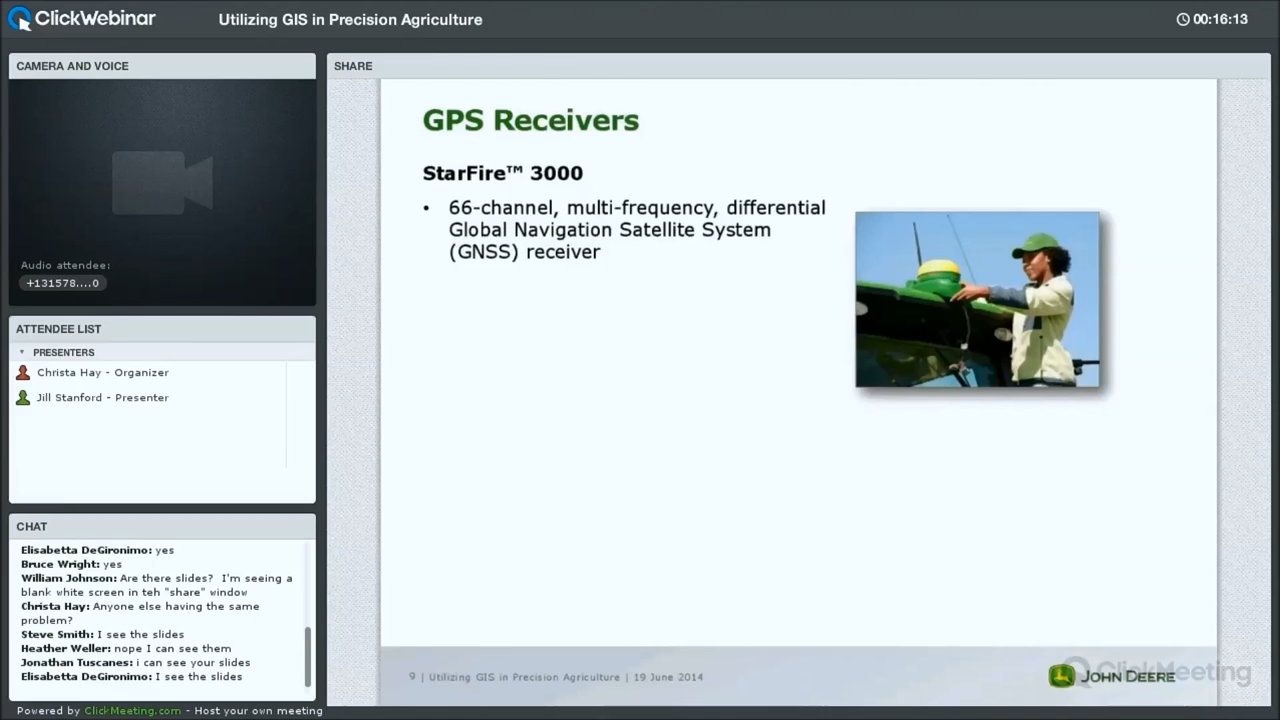 ClickWebinar
Utilizing GIS in Precision Agriculture
00:16:13
CAMERA AND VOICE
Audio attendee:
+131578....0
ATTENDEE LIST
PRESENTERS
Christa Hay - Organizer
Jill Stanford - Presenter
CHAT
Elisabetta DeGironimo: yes
Bruce Wright: yes
William Johnson: Are there slides? I'm seeing a
blank white screen in teh "share" window
Christa Hay: Anyone else having the same
problem?
Steve Smith: I see the slides
Heather Weller: nope I can see them
Jonathan Tuscanes: i can see your slides
Elisabetta DeGironimo: I see the slides
Powered by ClickMeeting.com - Host your own meeting
SHARE
GPS Receivers
StarFire™ 3000
• 66-channel, multi-frequency, differential
Global Navigation Satellite System
(GNSS) receiver
9 | Utilizing GIS in Precision Agriculture | 19 June 2014
JOHN DEERE
ClickMeeting